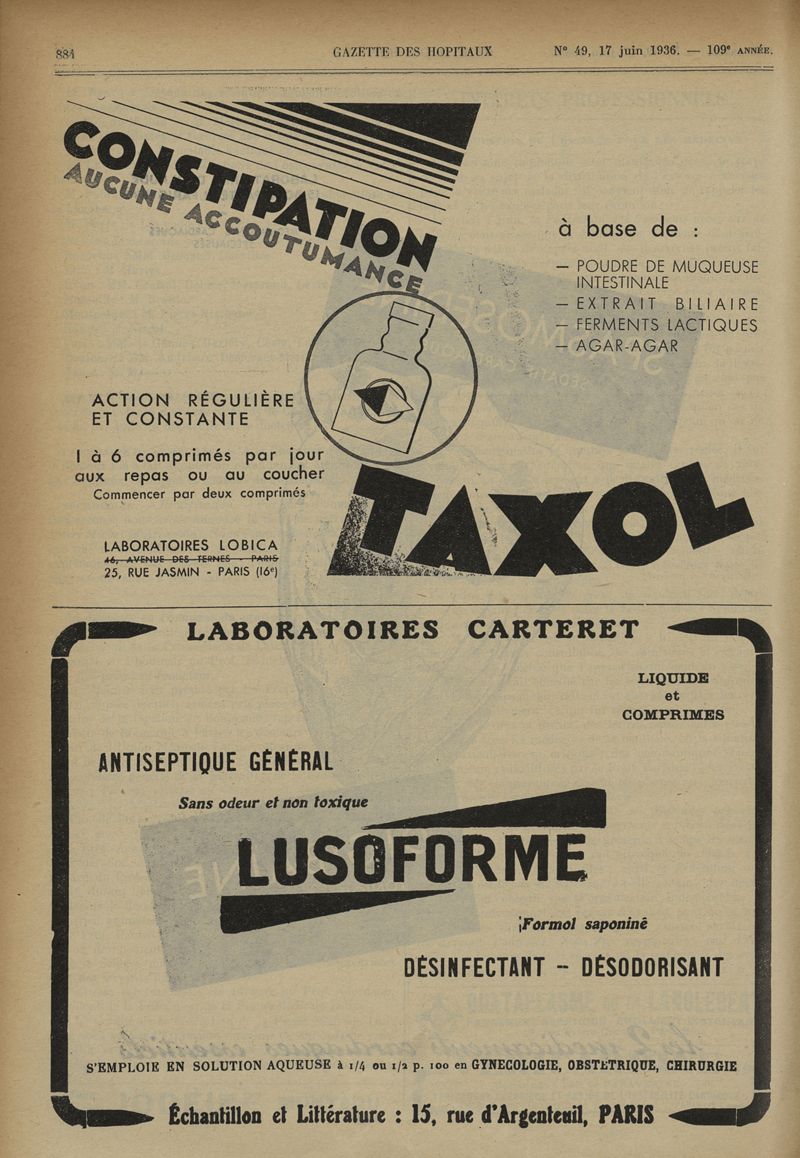 884
GAZETTE DES HOPITAUX
N° 49, 17 juin 1936. — 109e ANNÉE.
CONSTIPATION
AUCUNE ACCOUTUMANCE
à base de :
— POUDRE DE MUQUEUSE
INTESTINALE
— EXTRAIT BILIAIRE
— FERMENTS LACTIQUES
— AGAR-AGAR
ACTION RÉGULIÈRE
ET CONSTANTE
1 à 6 comprimés par jour
aux repas ou au coucher
Commencer par deux comprimés
TAXOL
LABORATOIRES LOBICA
46, AVENUE DES TERNES - PARIS
25, RUE JASMIN - PARIS (16e)
LABORATOIRES CARTERET
LIQUIDE
et
COMPRIMES
ANTISEPTIQUE GÉNÉRAL
Sans odeur et non toxique
LUSOFORME
Formol saponiné
DÉSINFECTANT -- DÉSODORISANT
S'EMPLOIE EN SOLUTION AQUEUSE à 1/4 ou 1/2 p. 100 en GYNECOLOGIE, OBSTÉTRIQUE, CHIRURGIE
Échantillon et Littérature : 15, rue d'Argenteuil, PARIS